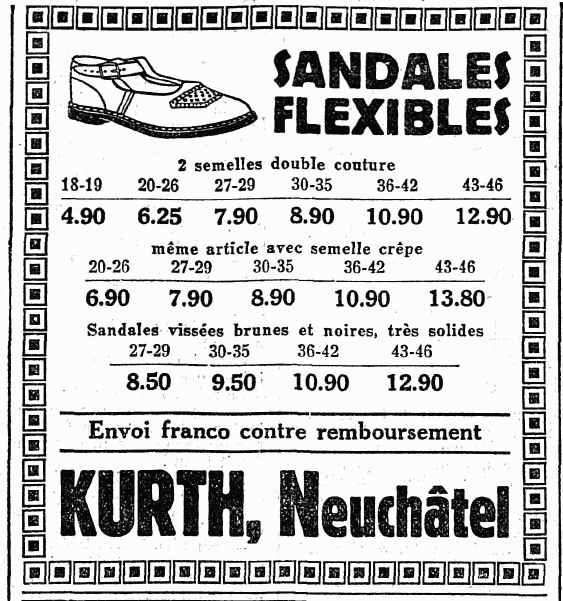 SANDALES
FLEXIBLES
2 semelles double couture
18-19 20-26 27-29 30-35 36-42 43-46
4.90 6.25 7.90 8.90 10.90 12.90
même article avec semelle crêpe
20-26 27-29 30-35 36-42 43-46
6.90 7.90 8.90 10.90 13.80
Sandales vissées brunes et noires, très solides
27-29 30-35 36-42 43-46
8.50 9.50 10.90 12.90
Envoi franco contre remboursement
KURTH, Neuchâtel